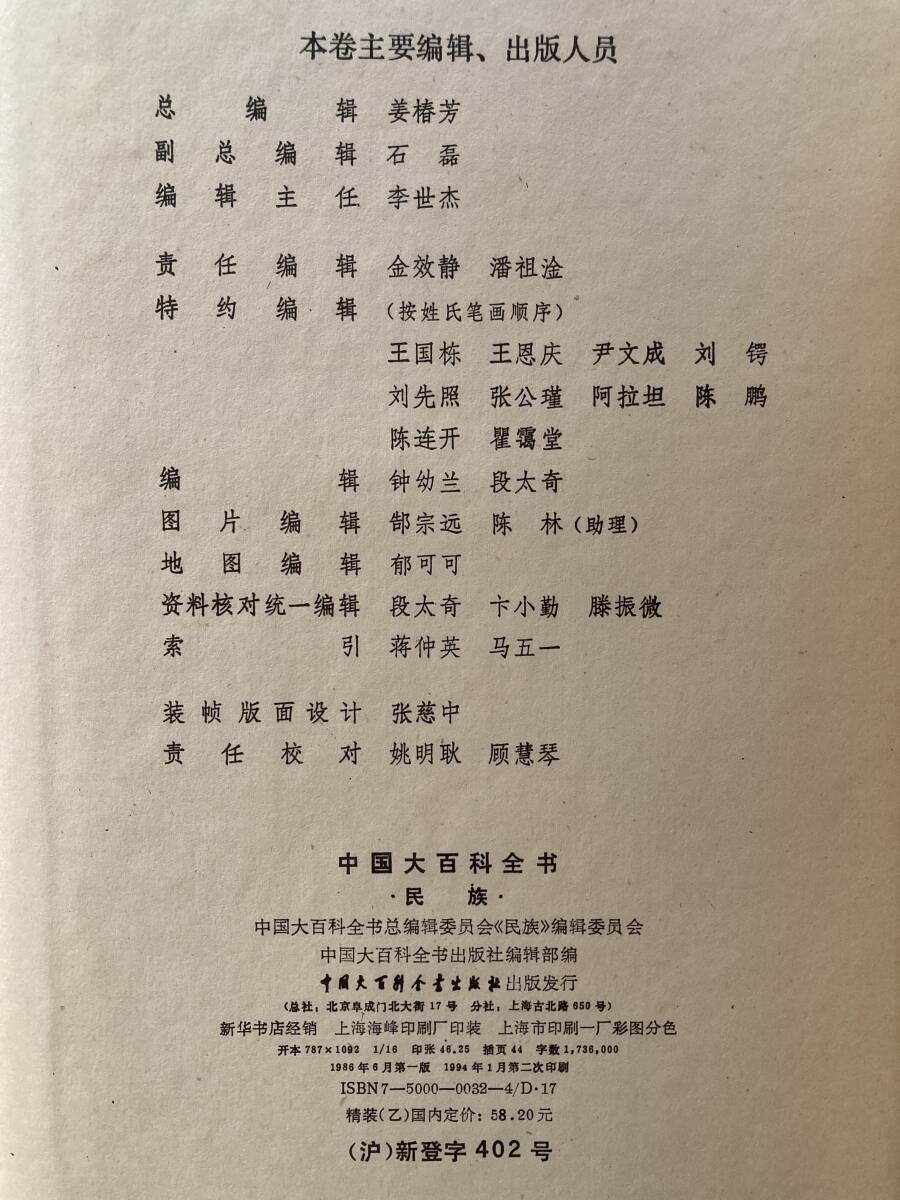 本卷主要编辑、出版人员
总编辑 姜椿芳
副总编辑 石磊
编辑主任 李世杰
责任编辑 金效静 潘祖淦
特约编辑 (按姓氏笔画顺序)
王国栋 王恩庆 尹文成 刘锷
刘先照 张公瑾 阿拉坦 陈鹏
陈连开 瞿霭堂
编辑 钟幼兰 段太奇
图片编辑 郜宗远 陈林(助理)
地图编辑 郁可可
资料核对统一编辑 段太奇 卞小勤 滕振微
索引 蒋仲英 马五一
装帧版面设计 张慈中
责任校对 姚明耿 顾慧琴
中国大百科全书
·民族·
中国大百科全书总编辑委员会《民族》编辑委员会
中国大百科全书出版社编辑部编
中国大百科全书出版社出版发行
(总社:北京阜成门北大街17号 分社:上海古北路650号)
新华书店经销 上海海峰印刷厂印装 上海市印刷一厂彩图分色
开本787×1092 1/16 印张46.25 插页44 字数1,736,000
1986年6月第一版 1994年1月第二次印刷
ISBN7—5000—0032—4/D·17
精装(乙)国内定价:58.20元
(沪)新登字402号